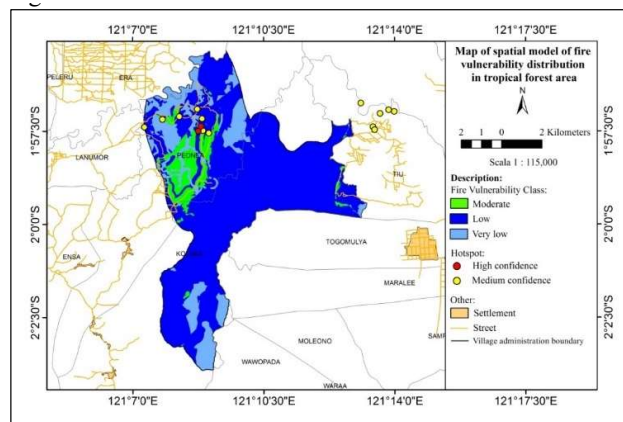 121°7'0"E 121°10'30"E 121°14'0"E 121°17'30"E
PELERU
ERA
LANUMOR
PEONE
TIU
ENSA
TOGOMULYA
MARALEE
MOLEONO
SAMP
WAWOPADA
WARAA
1°57'30"S
2°0'0"S
2°2'30"S
1°57'30"S
2°0'0"S
2°2'30"S
121°7'0"E 121°10'30"E 121°14'0"E 121°17'30"E
Map of spatial model of fire
vulnerability distribution
in tropical forest area
N
2 1 0 2 Kilometers
Scala 1 : 115,000
Description:
Fire Vulnerability Class:
Moderate
Low
Very low
Hotspot:
High confidence
Medium confidence
Other:
Settlement
Street
Village administration boundary